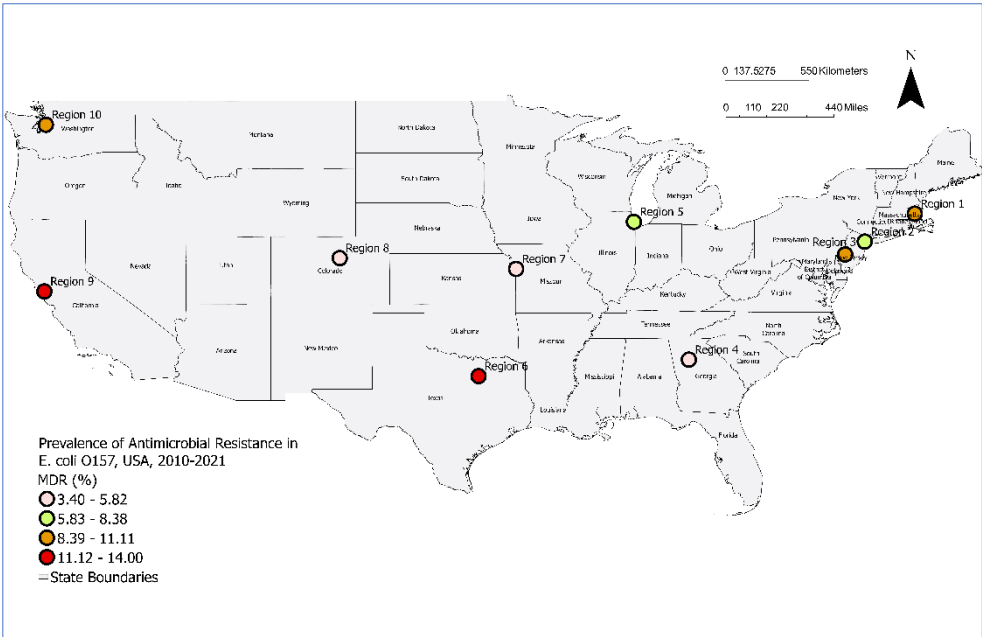 N
0 137.5275 550 Kilometers
0 110 220 440 Miles
Region 10
Washington
Montana
North Dakota
Minnesota
Maine
Vermont
New Hampshire
Oregon
Idaho
South Dakota
Wisconsin
Michigan
New York
Massachusetts
Region 1
Wyoming
Iowa
Region 5
Connecticut
Region 2
Nebraska
Pennsylvania
Region 3
Region 8
Region 7
Illinois
Indiana
Ohio
Nevada
Utah
Colorado
Kansas
Missouri
West Virginia
Maryland
District
of Columbia
Region 9
California
Kentucky
Virginia
Arizona
New Mexico
Oklahoma
Arkansas
Tennessee
North
Carolina
Region 4
South
Carolina
Region 6
Texas
Louisiana
Mississippi
Alabama
Georgia
Florida
Prevalence of Antimicrobial Resistance in
E. coli O157, USA, 2010-2021
MDR (%)
3.40 - 5.82
5.83 - 8.38
8.39 - 11.11
11.12 - 14.00
State Boundaries